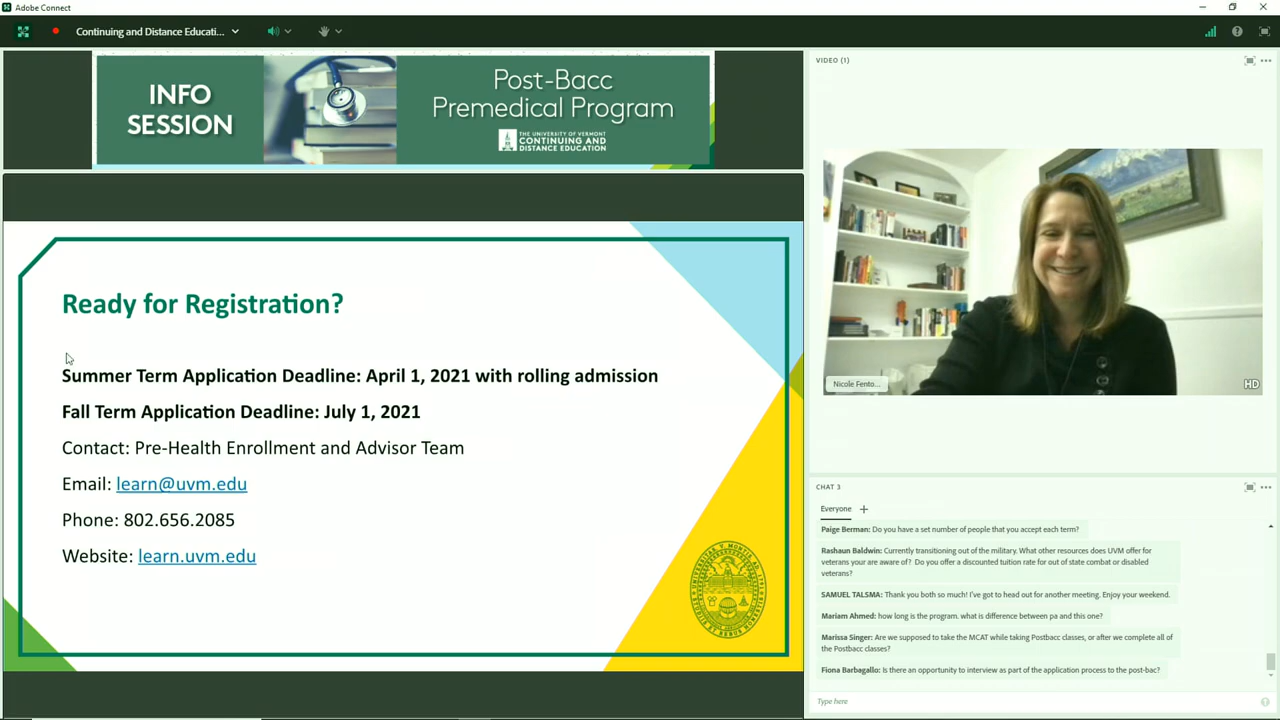 Adobe Connect
Continuing and Distance Educati...
INFO
SESSION
Post-Bacc
Premedical Program
THE UNIVERSITY OF VERMONT
CONTINUING AND
DISTANCE EDUCATION
Ready for Registration?
Summer Term Application Deadline: April 1, 2021 with rolling admission
Fall Term Application Deadline: July 1, 2021
Contact: Pre-Health Enrollment and Advisor Team
Email: learn@uvm.edu
Phone: 802.656.2085
Website: learn.uvm.edu
VIDEO (1)
Nicole Fento...
HD
CHAT 3
Everyone
Paige Berman: Do you have a set number of people that you accept each term?
Rashaun Baldwin: Currently transitioning out of the military. What other resources does UVM offer for
veterans your are aware of? Do you offer a discounted tuition rate for out of state combat or disabled
veterans?
SAMUEL TALSMA: Thank you both so much! I've got to head out for another meeting. Enjoy your weekend.
Mariam Ahmed: how long is the program. what is difference between pa and this one?
Marissa Singer: Are we supposed to take the MCAT while taking Postbacc classes, or after we complete all of
the Postbacc classes?
Fiona Barbagallo: Is there an opportunity to interview as part of the application process to the post-bac?
Type here